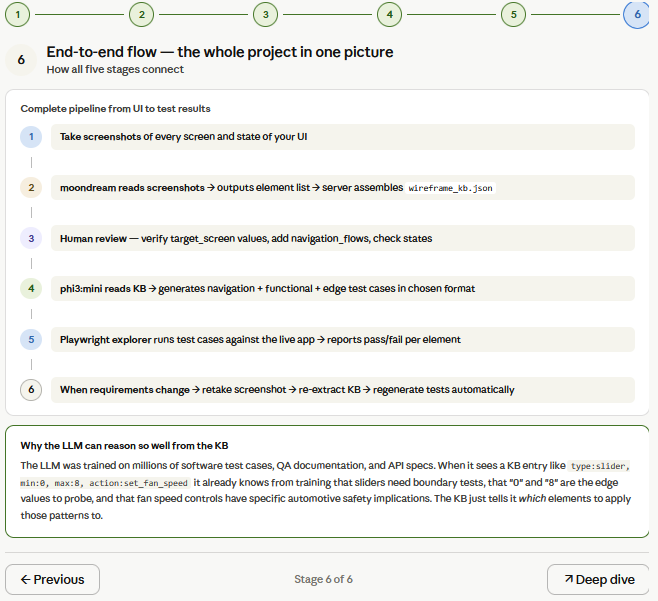 1 2 3 4 5 6
6 End-to-end flow — the whole project in one picture
How all five stages connect
Complete pipeline from UI to test results
1 Take screenshots of every screen and state of your UI
2 moondream reads screenshots → outputs element list → server assembles wireframe_kb.json
3 Human review — verify target_screen values, add navigation_flows, check states
4 phi3:mini reads KB → generates navigation + functional + edge test cases in chosen format
5 Playwright explorer runs test cases against the live app → reports pass/fail per element
6 When requirements change → retake screenshot → re-extract KB → regenerate tests automatically
Why the LLM can reason so well from the KB
The LLM was trained on millions of software test cases, QA documentation, and API specs. When it sees a KB entry like type:slider,
min:0, max:8, action:set_fan_speed it already knows from training that sliders need boundary tests, that "0" and "8" are the edge
values to probe, and that fan speed controls have specific automotive safety implications. The KB just tells it which elements to apply
those patterns to.
← Previous Stage 6 of 6 ↗ Deep dive